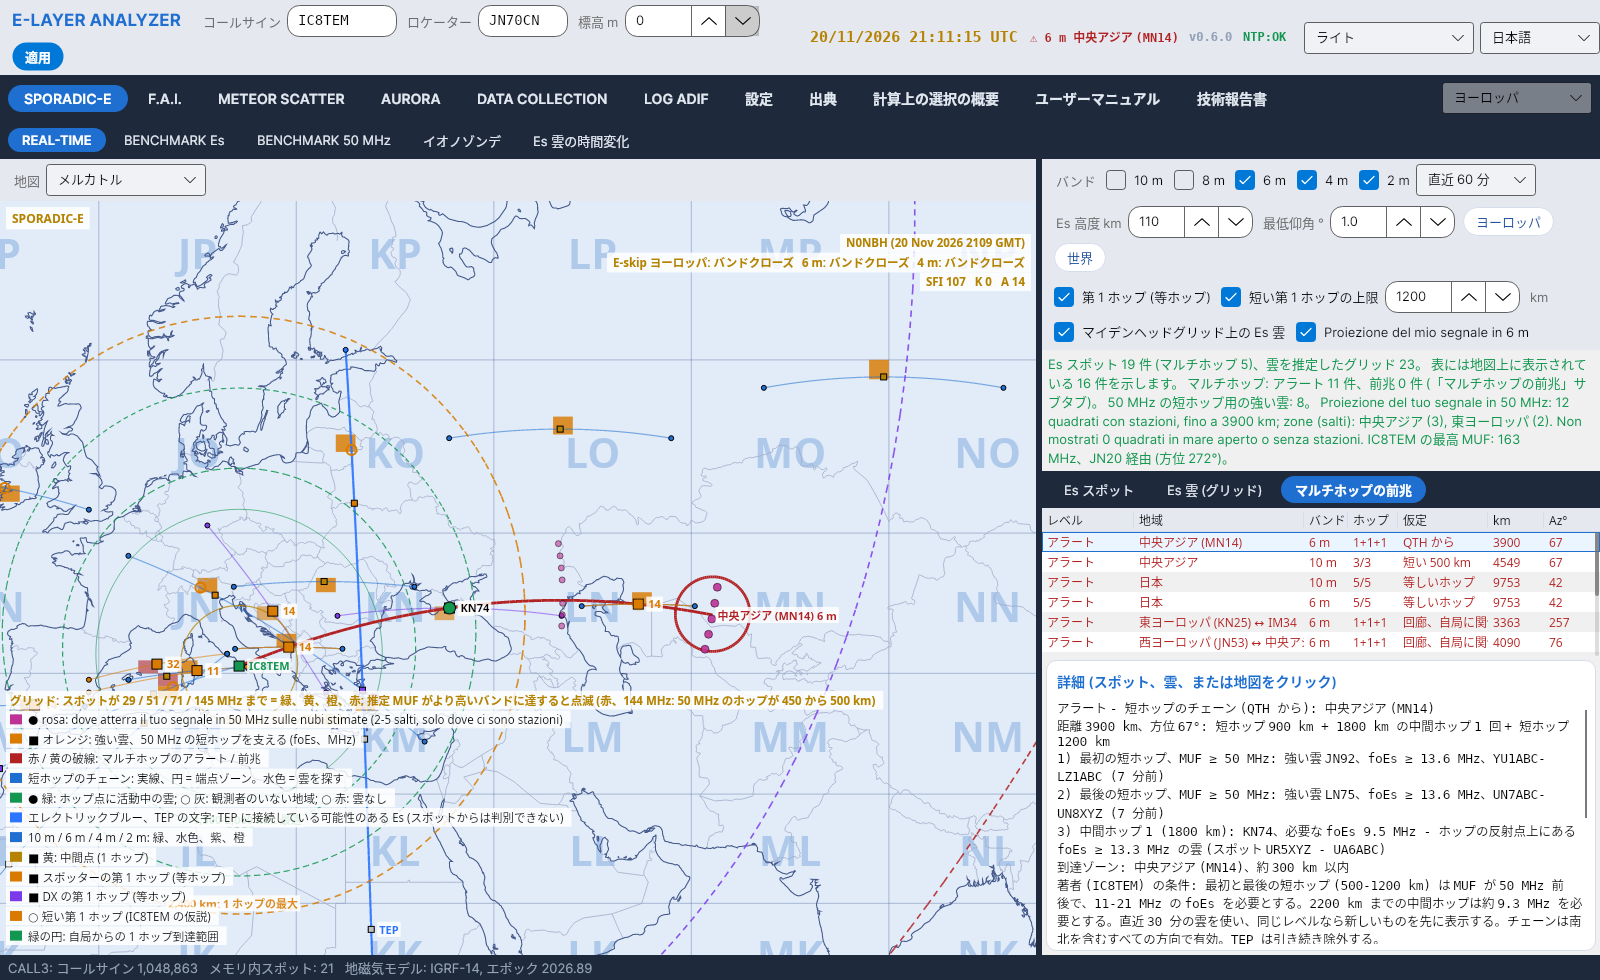 E-LAYER ANALYZER
コールサイン IC8TEM ロケーター JN70CN 標高 m 0
適用
20/11/2026 21:11:15 UTC ⚠ 6 m 中央アジア (MN14) v0.6.0 NTP:OK ライト 日本語
SPORADIC-E F.A.I. METEOR SCATTER AURORA DATA COLLECTION LOG ADIF 設定 出典 計算上の選択の概要 ユーザーマニュアル 技術報告書 ヨーロッパ
REAL-TIME BENCHMARK Es BENCHMARK 50 MHz イオノゾンデ Es 雲の時間変化
地図 メルカトル
SPORADIC-E
JP KP LP MP
N0NBH (20 Nov 2026 2109 GMT)
E-skip ヨーロッパ: バンドクローズ 6 m: バンドクローズ 4 m: バンドクローズ
SFI 107 K 0 A 14
JO KO LO MO NO
JN LN MN NN
14
KN74
14
中央アジア (MN14) 6 m
14
32
11
IC8TEM
グリッド: スポットが 29 / 51 / 71 / 145 MHz まで = 緑、黄、橙、赤; 推定 MUF がより高いバンドに達すると点滅 (赤、144 MHz: 50 MHz のホップが 450 から 500 km)
● rosa: dove atterra il tuo segnale in 50 MHz sulle nubi stimate (2-5 salti, solo dove ci sono stazioni)
■ オレンジ: 強い雲、50 MHz の短ホップを支える (foEs、MHz)
KM LM MM NM
赤 / 黄の破線: マルチホップのアラート / 前兆
短ホップのチェーン: 実線、円 = 端点ゾーン。水色 = 雲を探す
● 緑: ホップ点に活動中の雲; ○ 灰: 観測者のいない地域; ○ 赤: 雲なし
エレクトリックブルー、TEP の文字: TEP に接続している可能性のある Es (スポットからは判別できない)
10 m / 6 m / 4 m / 2 m: 緑、水色、紫、橙
JL KL LL ML NL
■ 黄: 中間点 (1 ホップ)
■ スポッターの第 1 ホップ (等ホップ)
■ DX の第 1 ホップ (等ホップ)
km: 1 ホップの最大
○ 短い第 1 ホップ (IC8TEM の仮説)
TEP
緑の円: 自局からの 1 ホップ到達範囲
KK LK MK NK
バンド 10 m 8 m 6 m 4 m 2 m 直近 60 分
Es 高度 km 110 最低仰角 ° 1.0 ヨーロッパ
世界
第 1 ホップ (等ホップ) 短い第 1 ホップの上限 1200 km
マイデンヘッドグリッド上の Es 雲 Proiezione del mio segnale in 6 m
Es スポット 19 件 (マルチホップ 5)、雲を推定したグリッド 23。 表には地図上に表示されて
いる 16 件を示します。 マルチホップ: アラート 11 件、前兆 0 件 (「マルチホップの前兆」サ
ブタブ)。 50 MHz の短ホップ用の強い雲: 8。 Proiezione del tuo segnale in 50 MHz: 12
quadrati con stazioni, fino a 3900 km; zone (salti): 中央アジア (3), 東ヨーロッパ (2). Non
mostrati 0 quadrati in mare aperto o senza stazioni. IC8TEM の最高 MUF: 163
MHz、JN20 経由 (方位 272°)。
Es スポット Es 雲 (グリッド) マルチホップの前兆
レベル 地域 バンド ホップ 仮定 km Az°
アラート 中央アジア (MN14) 6 m 1+1+1 QTH から 3900 67
アラート 中央アジア 10 m 3/3 短い 500 km 4549 67
アラート 日本 10 m 5/5 等しいホップ 9753 42
アラート 日本 6 m 5/5 等しいホップ 9753 42
アラート 東ヨーロッパ (KN25) ↔ IM34 6 m 1+1+1 回廊、自局に関 3363 257
アラート 西ヨーロッパ (JN53) ↔ 中央ア: 6 m 1+1+1 回廊、自局に関 4090 76
詳細 (スポット、雲、または地図をクリック)
アラート - 短ホップのチェーン (QTH から): 中央アジア (MN14)
距離 3900 km、方位 67°: 短ホップ 900 km + 1800 km の中間ホップ 1 回 + 短ホップ
1200 km
1) 最初の短ホップ、MUF ≥ 50 MHz: 強い雲 JN92、foEs ≥ 13.6 MHz、YU1ABC-
LZ1ABC (7 分前)
2) 最後の短ホップ、MUF ≥ 50 MHz: 強い雲 LN75、foEs ≥ 13.6 MHz、UN7ABC-
UN8XYZ (7 分前)
3) 中間ホップ 1 (1800 km): KN74、必要な foEs 9.5 MHz - ホップの反射点上にある
foEs ≥ 13.3 MHz の雲 (スポット UR5XYZ - UA6ABC)
到達ゾーン: 中央アジア (MN14)、約 300 km 以内
著者 (IC8TEM) の条件: 最初と最後の短ホップ (500-1200 km) は MUF が 50 MHz 前
後で、11-21 MHz の foEs を必要とする。2200 km までの中間ホップは約 9.3 MHz を必
要とする。直近 30 分の雲を使い、同じレベルなら新しいものを先に表示する。チェーンは南
北を含むすべての方向で有効。TEP は引き続き除外する。
CALL3: コールサイン 1,048,863 メモリ内スポット: 21 地磁気モデル: IGRF-14, エポック 2026.89